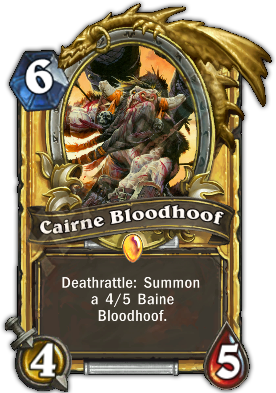 6
Cairne Bloodhoof
Deathrattle: Summon
a 4/5 Baine
Bloodhoof.
4
5